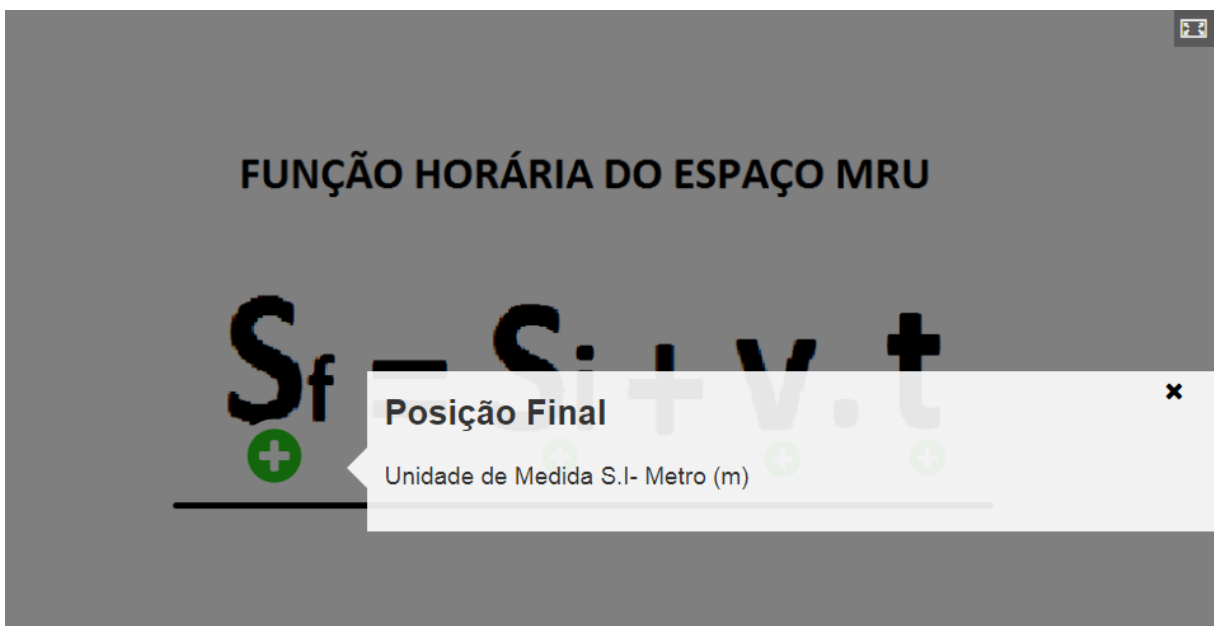 FUNÇÃO HORÁRIA DO ESPAÇO MRU
Sf = Si + v . t
Posição Final
Unidade de Medida S.I- Metro (m)